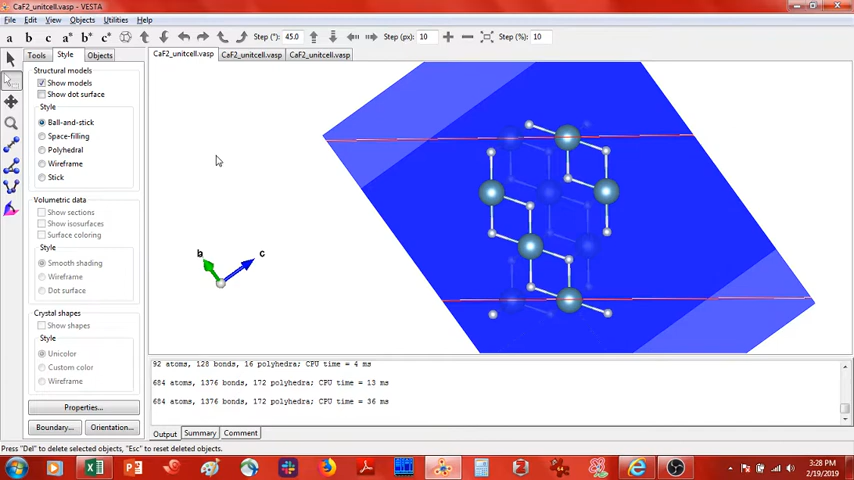 CaF2_unitcell.vasp - VESTA
File Edit View Objects Utilities Help
a b c a* b* c* Step (°): 45.0 Step (px): 10 Step (%): 10
Tools Style Objects
CaF2_unitcell.vasp CaF2_unitcell.vasp CaF2_unitcell.vasp
Structural models
Show models
Show dot surface
Style
Ball-and-stick
Space-filling
Polyhedral
Wireframe
Stick
Volumetric data
Show sections
Show isosurfaces
Surface coloring
Style
Smooth shading
Wireframe
Dot surface
Crystal shapes
Show shapes
Style
Unicolor
Custom color
Wireframe
Properties...
Boundary... Orientation...
b c
92 atoms, 128 bonds, 16 polyhedra; CPU time = 4 ms
684 atoms, 1376 bonds, 172 polyhedra; CPU time = 13 ms
684 atoms, 1376 bonds, 172 polyhedra; CPU time = 36 ms
Output Summary Comment
Press "Del" to delete selected objects, "Esc" to reset deleted objects.
3:28 PM
2/19/2019